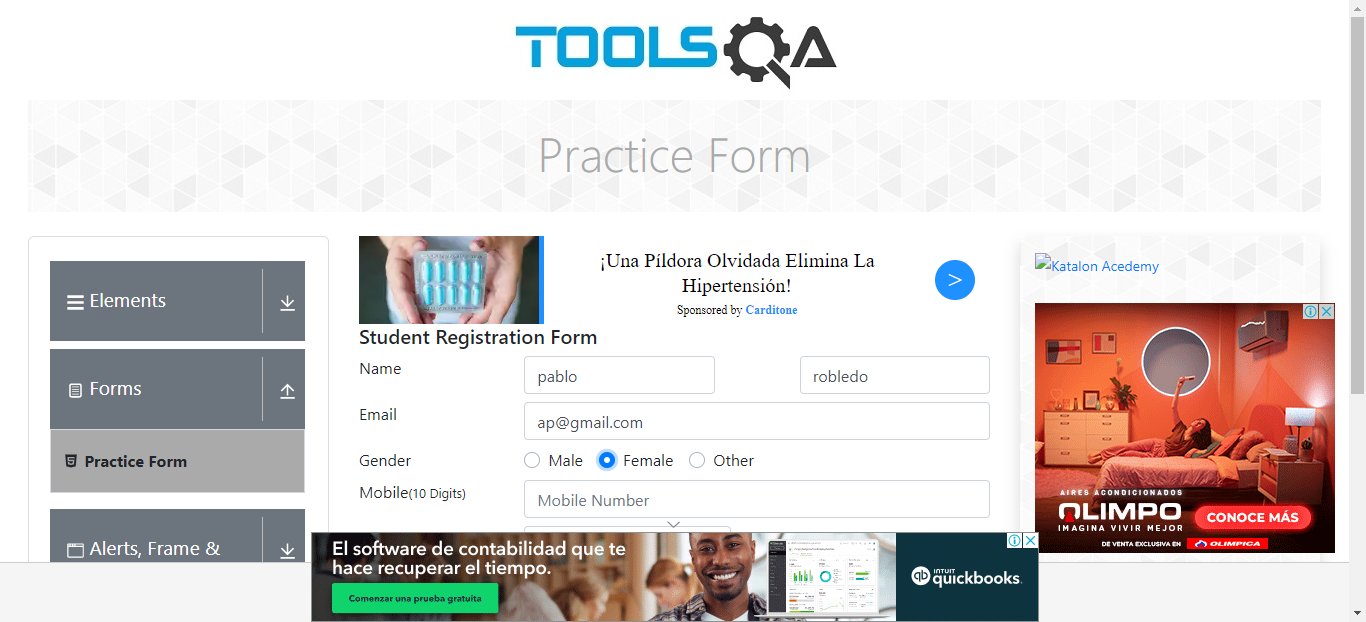 TOOLSQA
Practice Form
Elements
Forms
Practice Form
Alerts, Frame &
¡Una Píldora Olvidada Elimina La
Hipertensión!
Sponsored by Carditone
>
Student Registration Form
Name
pablo
robledo
Email
ap@gmail.com
Gender
Male
Female
Other
Mobile(10 Digits)
Mobile Number
Katalon Acedemy
AIRES ACONDICIONADOS
OLIMPO
IMAGINA VIVIR MEJOR
CONOCE MÁS
DE VENTA EXCLUSIVA EN
OLIMPICA
El software de contabilidad que te
hace recuperar el tiempo.
Comenzar una prueba gratuita
qb INTUIT
quickbooks.